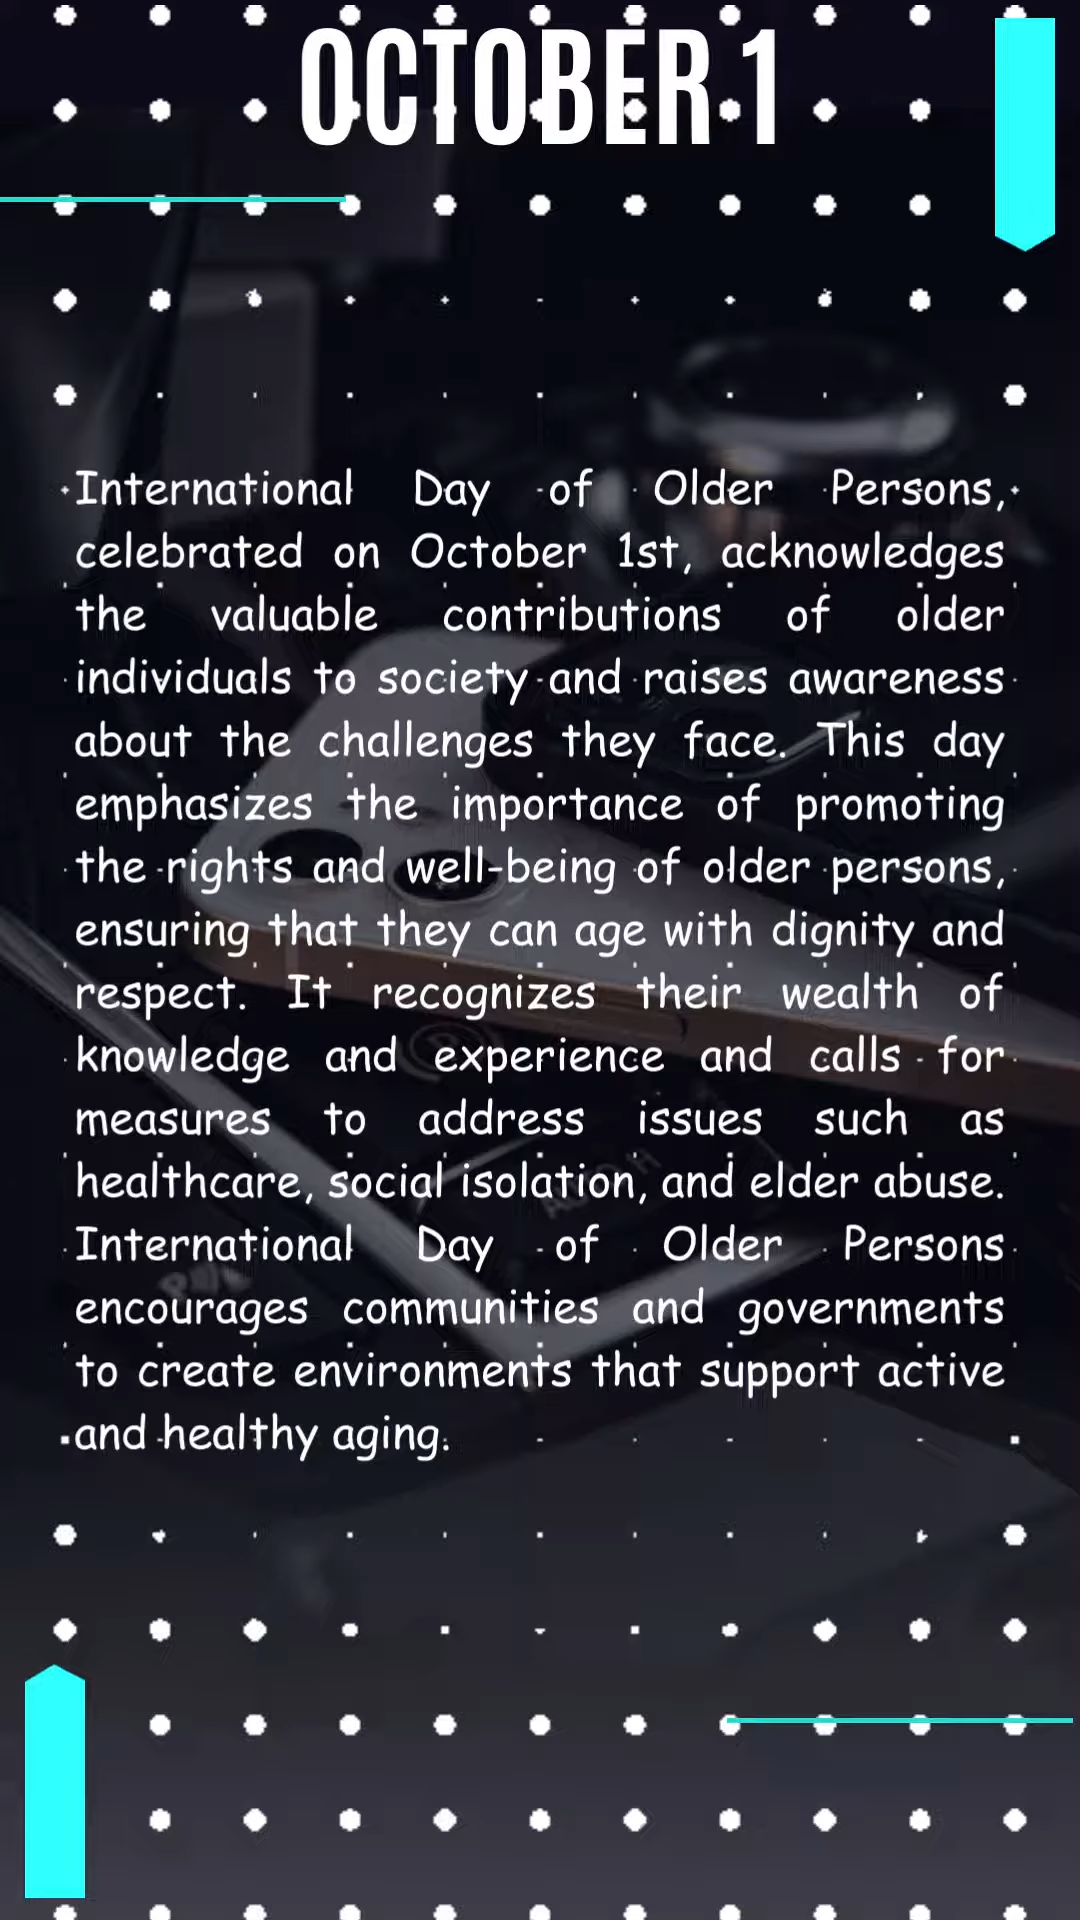 OCTOBER 1
International Day of Older Persons,
celebrated on October 1st, acknowledges
the valuable contributions of older
individuals to society and raises awareness
about the challenges they face. This day
emphasizes the importance of promoting
the rights and well-being of older persons,
ensuring that they can age with dignity and
respect. It recognizes their wealth of
knowledge and experience and calls for
measures to address issues such as
healthcare, social isolation, and elder abuse.
International Day of Older Persons
encourages communities and governments
to create environments that support active
and healthy aging.